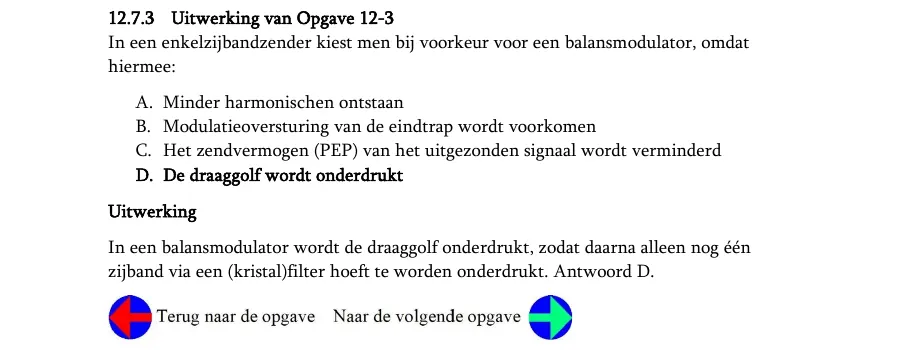 12.7.3 Uitwerking van Opgave 12-3
In een enkelzijbandzender kiest men bij voorkeur voor een balansmodulator, omdat
hiermee:
A. Minder harmonischen ontstaan
B. Modulatieoversturing van de eindtrap wordt voorkomen
C. Het zendvermogen (PEP) van het uitgezonden signaal wordt verminderd
D. De draaggolf wordt onderdrukt
Uitwerking
In een balansmodulator wordt de draaggolf onderdrukt, zodat daarna alleen nog één
zijband via een (kristal)filter hoeft te worden onderdrukt. Antwoord D.
Terug naar de opgave Naar de volgende opgave